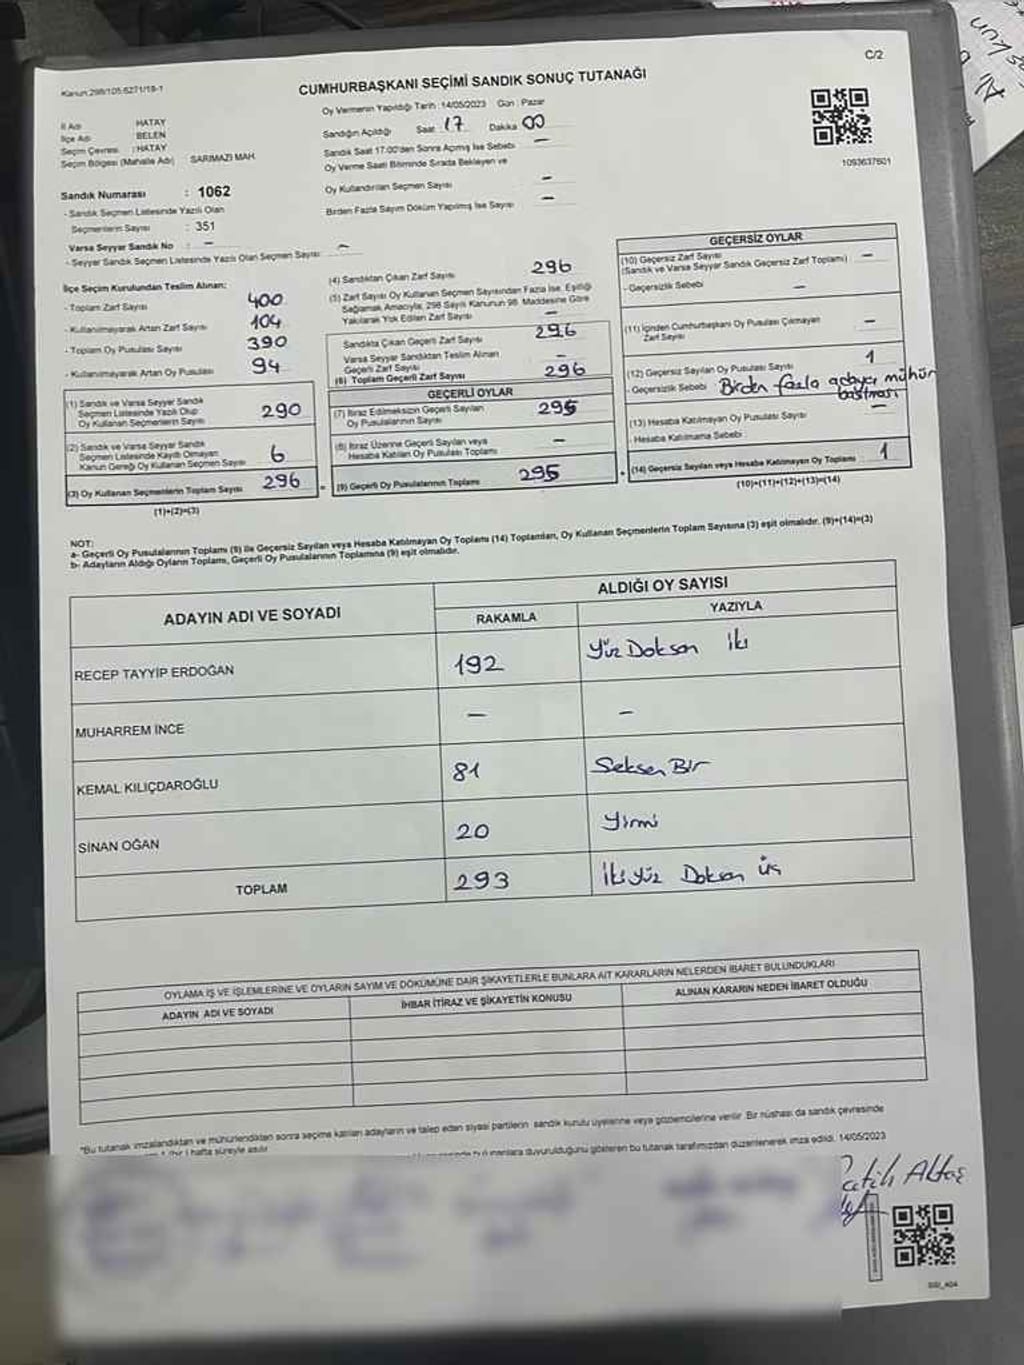 C/2
Kanun:298/105.6271/19-1
CUMHURBAŞKANI SEÇİMİ SANDIK SONUÇ TUTANAĞI
İl Adı HATAY
İlçe Adı BELEN
Seçim Çevresi : HATAY
Seçim Bölgesi (Mahalle Adı) SARIMAZI MAH.
Oy Vermenin Yapıldığı Tarih : 14/05/2023 Gün : Pazar
Sandığın Açıldığı Saat 17 Dakika 00
Sandık Saat 17.00'den Sonra Açılmış İse Sebebi –
Oy Verme Saati Bitiminde Sırada Bekleyen ve
Oy Kullandırılan Seçmen Sayısı –
Birden Fazla Sayım Döküm Yapılmış İse Sayısı –
1093637601
Sandık Numarası : 1062
- Sandık Seçmen Listesinde Yazılı Olan
Seçmenlerin Sayısı : 351
Varsa Seyyar Sandık No : –
- Seyyar Sandık Seçmen Listesinde Yazılı Olan Seçmen Sayısı: –
İlçe Seçim Kurulundan Teslim Alınan:
- Toplam Zarf Sayısı 400
- Kullanılmayarak Artan Zarf Sayısı 104
- Toplam Oy Pusulası Sayısı 390
- Kullanılmayarak Artan Oy Pusulası 94
(1) Sandık ve Varsa Seyyar Sandık
Seçmen Listesinde Yazılı Olup
Oy Kullanan Seçmenlerin Sayısı 290
(2) Sandık ve Varsa Seyyar Sandık
Seçmen Listesinde Kayıtlı Olmayan
Kanun Gereği Oy Kullanan Seçmen Sayısı 6
(3) Oy Kullanan Seçmenlerin Toplam Sayısı 296
(1)+(2)=(3)
(4) Sandıktan Çıkan Zarf Sayısı 296
(5) Zarf Sayısı Oy Kullanan Seçmen Sayısından Fazla İse, Eşitliği
Sağlamak Amacıyla, 298 Sayılı Kanunun 98. Maddesine Göre
Yakılarak Yok Edilen Zarf Sayısı –
Sandıkta Çıkan Geçerli Zarf Sayısı 296
Varsa Seyyar Sandıktan Teslim Alınan
Geçerli Zarf Sayısı –
(6) Toplam Geçerli Zarf Sayısı 296
GEÇERLİ OYLAR
(7) İtiraz Edilmeksizin Geçerli Sayılan
Oy Pusulalarının Sayısı 295
(8) İtiraz Üzerine Geçerli Sayılan veya
Hesaba Katılan Oy Pusulası Toplamı –
= (9) Geçerli Oy Pusulalarının Toplamı 295
GEÇERSİZ OYLAR
(10) Geçersiz Zarf Sayısı
(Sandık ve Varsa Seyyar Sandık Geçersiz Zarf Toplamı) –
- Geçersizlik Sebebi –
(11) İçinden Cumhurbaşkanı Oy Pusulası Çıkmayan
Zarf Sayısı –
(12) Geçersiz Sayılan Oy Pusulası Sayısı 1
- Geçersizlik Sebebi Birden fazla adaya mühür
basılması
(13) Hesaba Katılmayan Oy Pusulası Sayısı –
- Hesaba Katılmama Sebebi
+ (14) Geçersiz Sayılan veya Hesaba Katılmayan Oy Toplamı 1
(10)+(11)+(12)+(13)=(14)
NOT:
a- Geçerli Oy Pusulalarının Toplamı (9) ile Geçersiz Sayılan veya Hesaba Katılmayan Oy Toplamı (14) Toplamları, Oy Kullanan Seçmenlerin Toplam Sayısına (3) eşit olmalıdır. (9)+(14)=(3)
b- Adayların Aldığı Oyların Toplamı, Geçerli Oy Pusulalarının Toplamına (9) eşit olmalıdır.
ADAYIN ADI VE SOYADI
ALDIĞI OY SAYISI
RAKAMLA YAZIYLA
RECEP TAYYİP ERDOĞAN 192 Yüz Doksan İki
MUHARREM İNCE – –
KEMAL KILIÇDAROĞLU 81 Seksen Bir
SİNAN OĞAN 20 Yirmi
TOPLAM 293 İki Yüz Doksan üç
OYLAMA İŞ VE İŞLEMLERİNE VE OYLARIN SAYIM VE DÖKÜMÜNE DAİR ŞİKAYETLERLE BUNLARA AİT KARARLARIN NELERDEN İBARET BULUNDUKLARI
ADAYIN ADI VE SOYADI İHBAR İTİRAZ VE ŞİKAYETİN KONUSU ALINAN KARARIN NEDEN İBARET OLDUĞU
*Bu tutanak imzalandıktan ve mühürlendikten sonra seçime katılan adayların ve talep eden siyasi partilerin sandık kurulu üyelerine veya gözlemcilerine verilir. Bir nüshası da sandık çevresinde
1 (bir) hafta süreyle asılır.
duyurulduğunu gösteren bu tutanak tarafımızdan düzenlenerek imza edildi. 14/05/2023